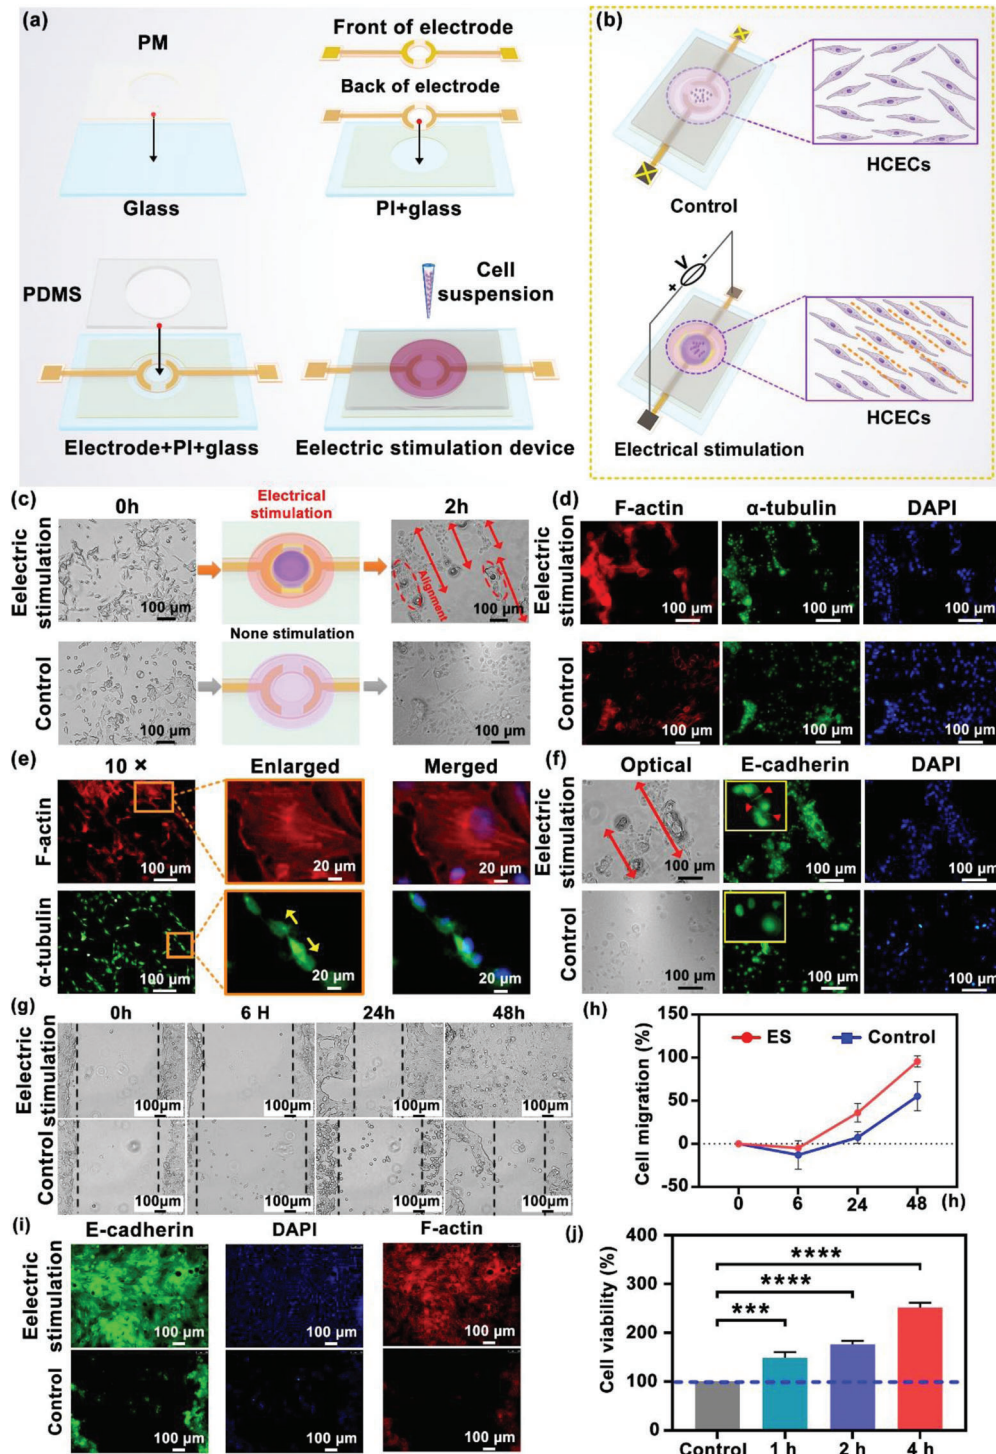 (a)
PM
Glass
Front of electrode
Back of electrode
PI+glass
PDMS
Electrode+PI+glass
Cell
suspension
Eelectric stimulation device
(b)
HCECs
Control
V
+
-
HCECs
Electrical stimulation
(c)
0h
Electrical
stimulation
2h
Eelectric
stimulation
100 μm
Alignment
100 μm
None stimulation
Control
100 μm
100 μm
(d)
F-actin
α-tubulin
DAPI
Eelectric
stimulation
100 μm
100 μm
100 μm
Control
100 μm
100 μm
100 μm
(e)
10 ×
Enlarged
Merged
F-actin
100 μm
20 μm
20 μm
α-tubulin
100 μm
20 μm
20 μm
(f)
Optical
E-cadherin
DAPI
Eelectric
stimulation
100 μm
100 μm
100 μm
Control
100 μm
100 μm
100 μm
(g)
0h
6 H
24h
48h
Eelectric
stimulation
100μm
100μm
100μm
100μm
Control
100μm
100μm
100μm
100μm
(h)
Cell migration (%)
150
100
50
0
-50
ES
Control
0
6
24
48
(h)
(i)
E-cadherin
DAPI
F-actin
Eelectric
stimulation
100 μm
100 μm
100 μm
Control
100 μm
100 μm
100 μm
(j)
Cell viability (%)
400
300
200
100
0
****
****
***
Control
1 h
2 h
4 h